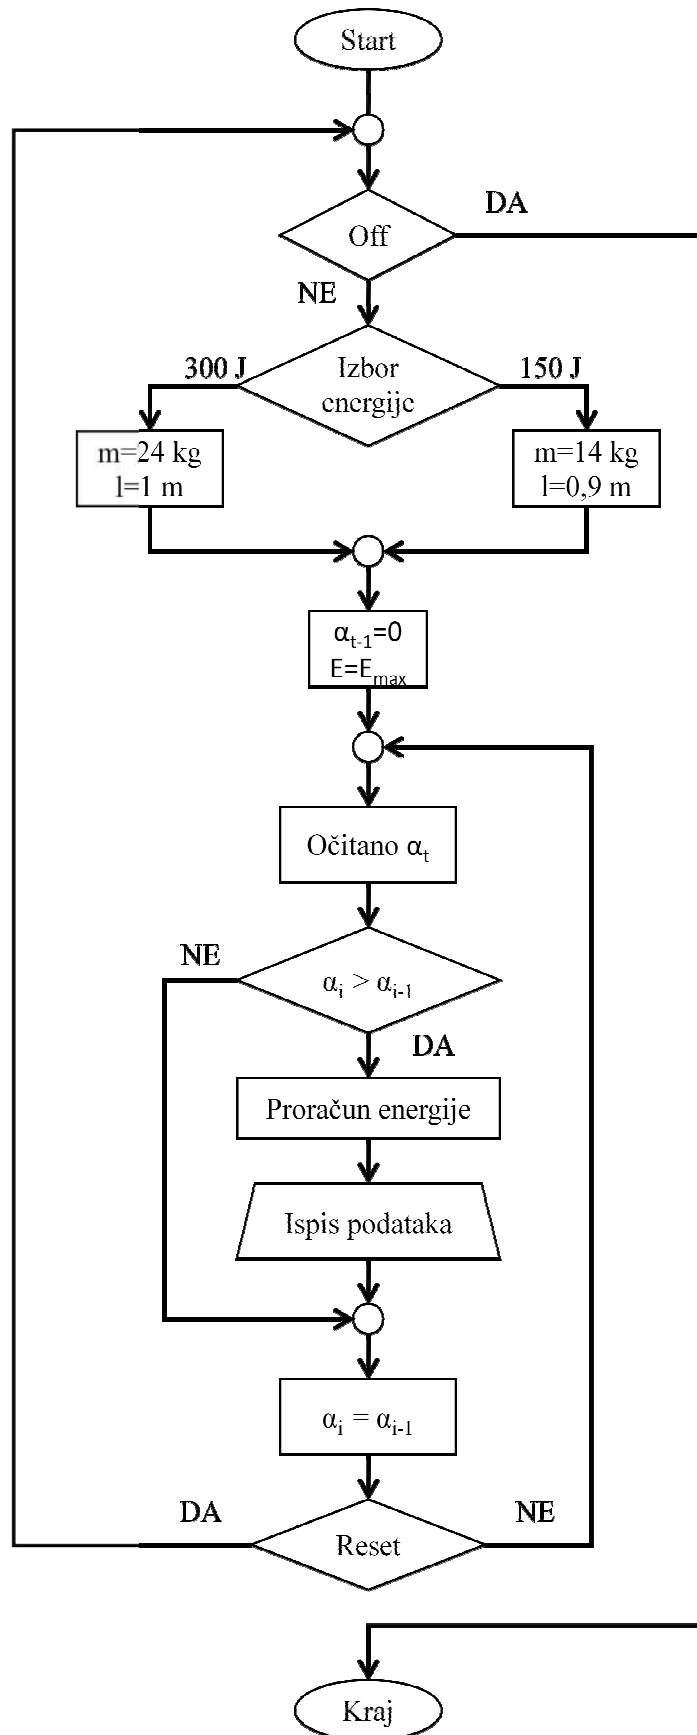 Start
Off
DA
NE
Izbor
energije
300 J
150 J
m=24 kg
l=1 m
m=14 kg
l=0,9 m
αt-1=0
E=Emax
Očitano αt
αi > αi-1
NE
DA
Proračun energije
Ispis podataka
αi = αi-1
Reset
DA
NE
Kraj